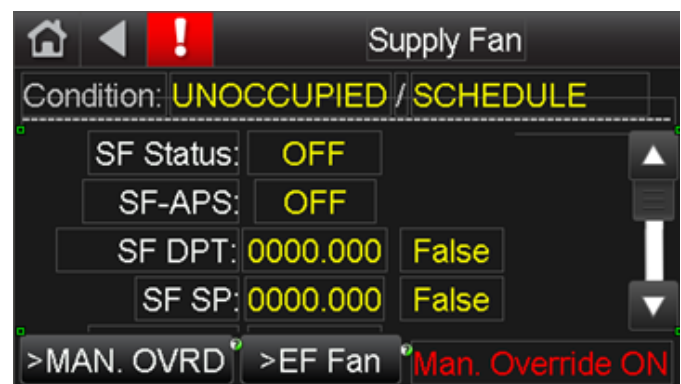 Supply Fan
Condition: UNOCCUPIED / SCHEDULE
SF Status: OFF
SF-APS: OFF
SF DPT: 0000.000 False
SF SP: 0000.000 False
>MAN. OVRD >EF Fan Man. Override ON